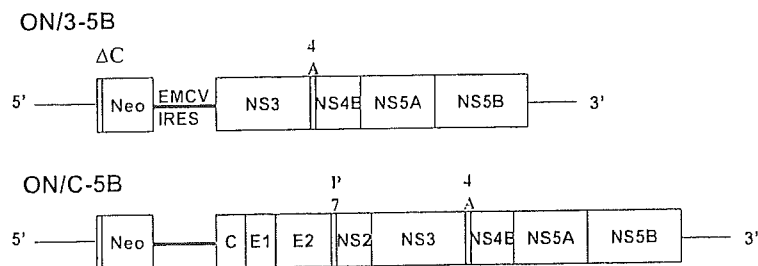 ON/3-5B
ΔC
4
A
5' Neo EMCV IRES NS3 NS4B NS5A NS5B 3'
ON/C-5B
P
7
4
A
5' Neo C E1 E2 NS2 NS3 NS4B NS5A NS5B 3'